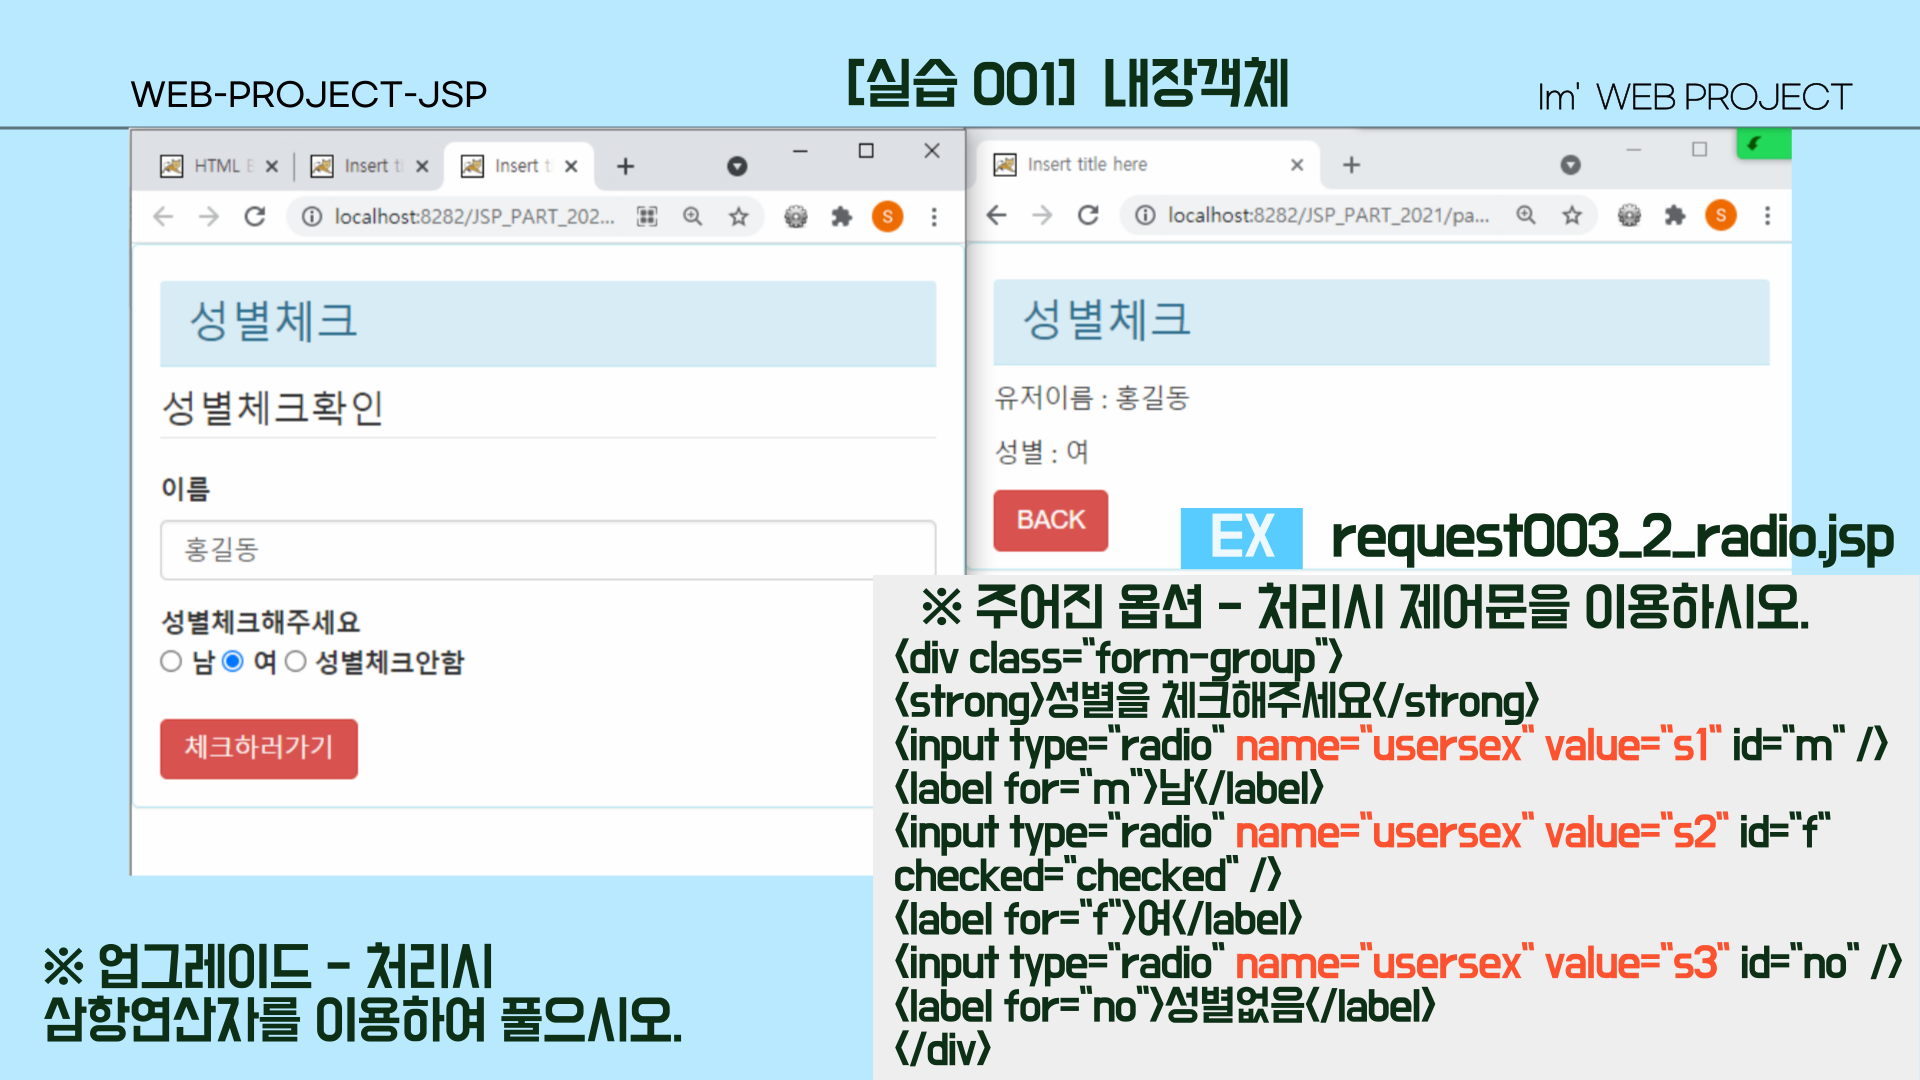 WEB-PROJECT-JSP
[실습 001] 내장객체
Im' WEB PROJECT
HTML E
Insert ti
Insert t
localhost:8282/JSP_PART_202...
S
성별체크
성별체크확인
이름
홍길동
성별체크해주세요
남 여 성별체크안함
체크하러가기
Insert title here
localhost:8282/JSP_PART_2021/pa...
S
성별체크
유저이름 : 홍길동
성별 : 여
BACK
EX request003_2_radio.jsp
※ 주어진 옵션 - 처리시 제어문을 이용하시오.
<div class="form-group">
<strong>성별을 체크해주세요</strong>
<input type="radio" name="usersex" value="s1" id="m" />
<label for="m">남</label>
<input type="radio" name="usersex" value="s2" id="f"
checked="checked" />
<label for="f">여</label>
<input type="radio" name="usersex" value="s3" id="no" />
<label for="no">성별없음</label>
</div>
※ 업그레이드 - 처리시
삼항연산자를 이용하여 풀으시오.